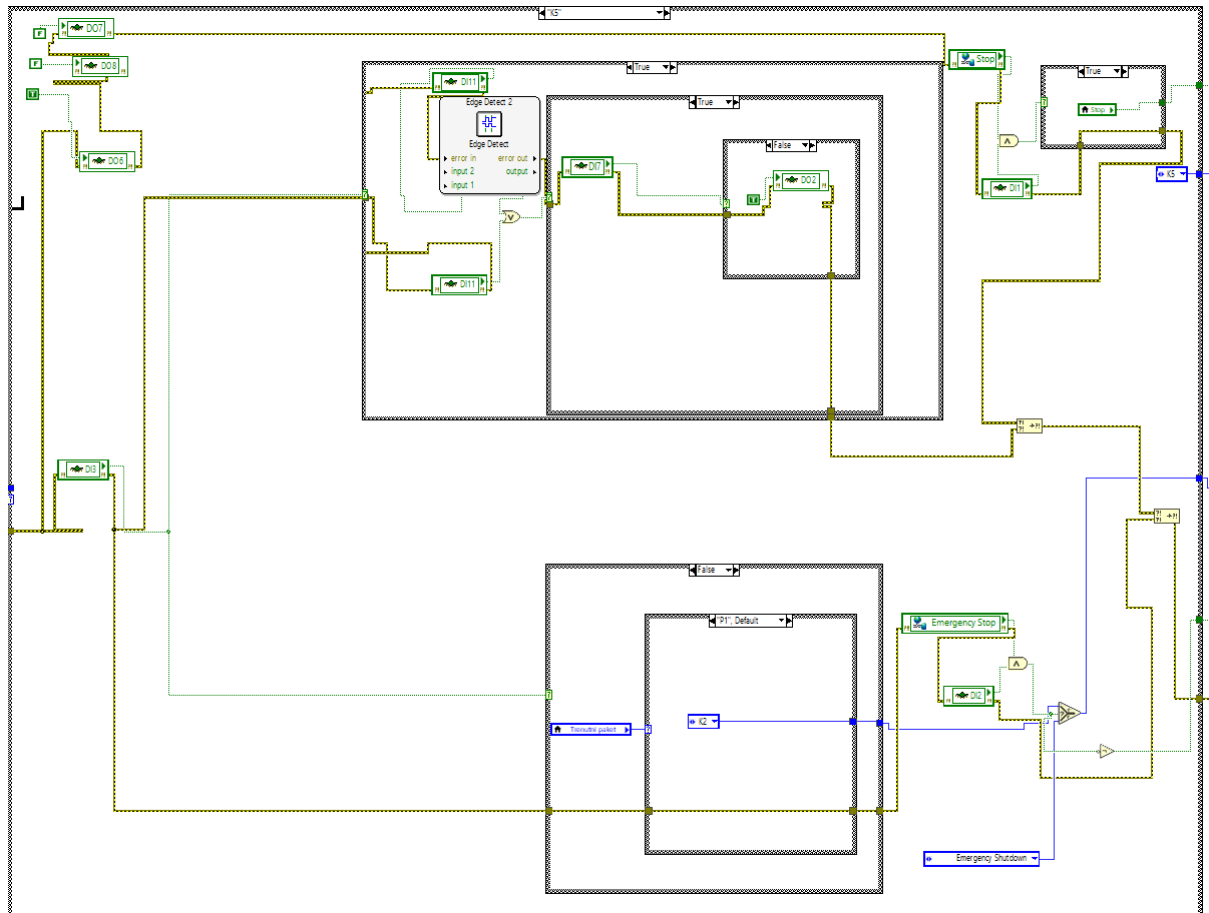 "K5"
DO7
F
Stop
DO8
F
True
True
DI11
T
Edge Detect 2
True
Stop
Edge Detect
False
DO6
error in
error out
DI7
input 2
output
DO2
K5
input 1
T
DI1
DI11
DI3
False
"P1", Default
Emergency Stop
DI2
K2
Trenutni paket
Emergency Shutdown